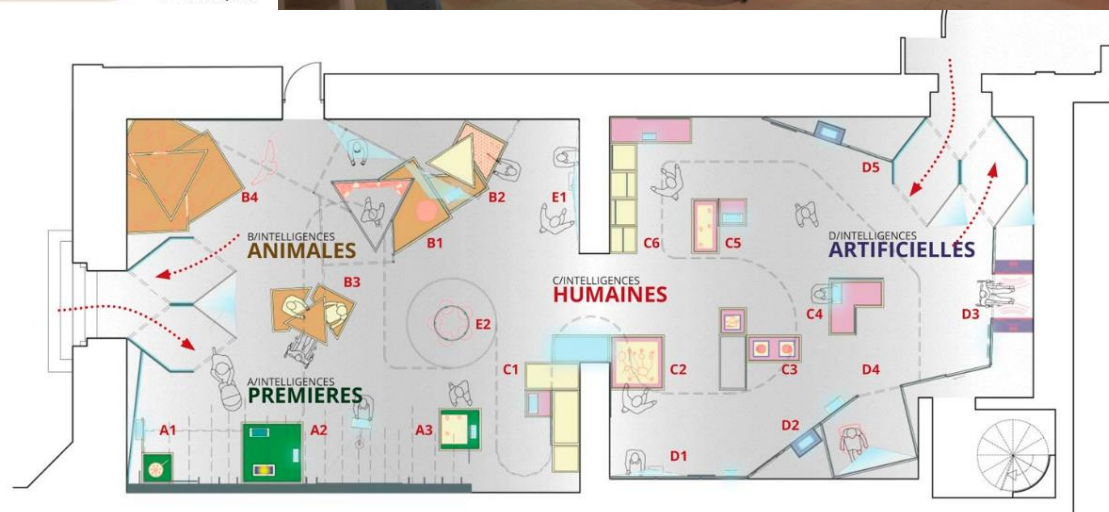 D5
B4
B2
E1
B/INTELLIGENCES
ANIMALES
B1
C6
C5
D/INTELLIGENCES
ARTIFICIELLES
B3
C/INTELLIGENCES
HUMAINES
E2
C4
D3
A/INTELLIGENCES
PREMIERES
C1
C2
C3
D4
A1
A2
A3
D2
D1